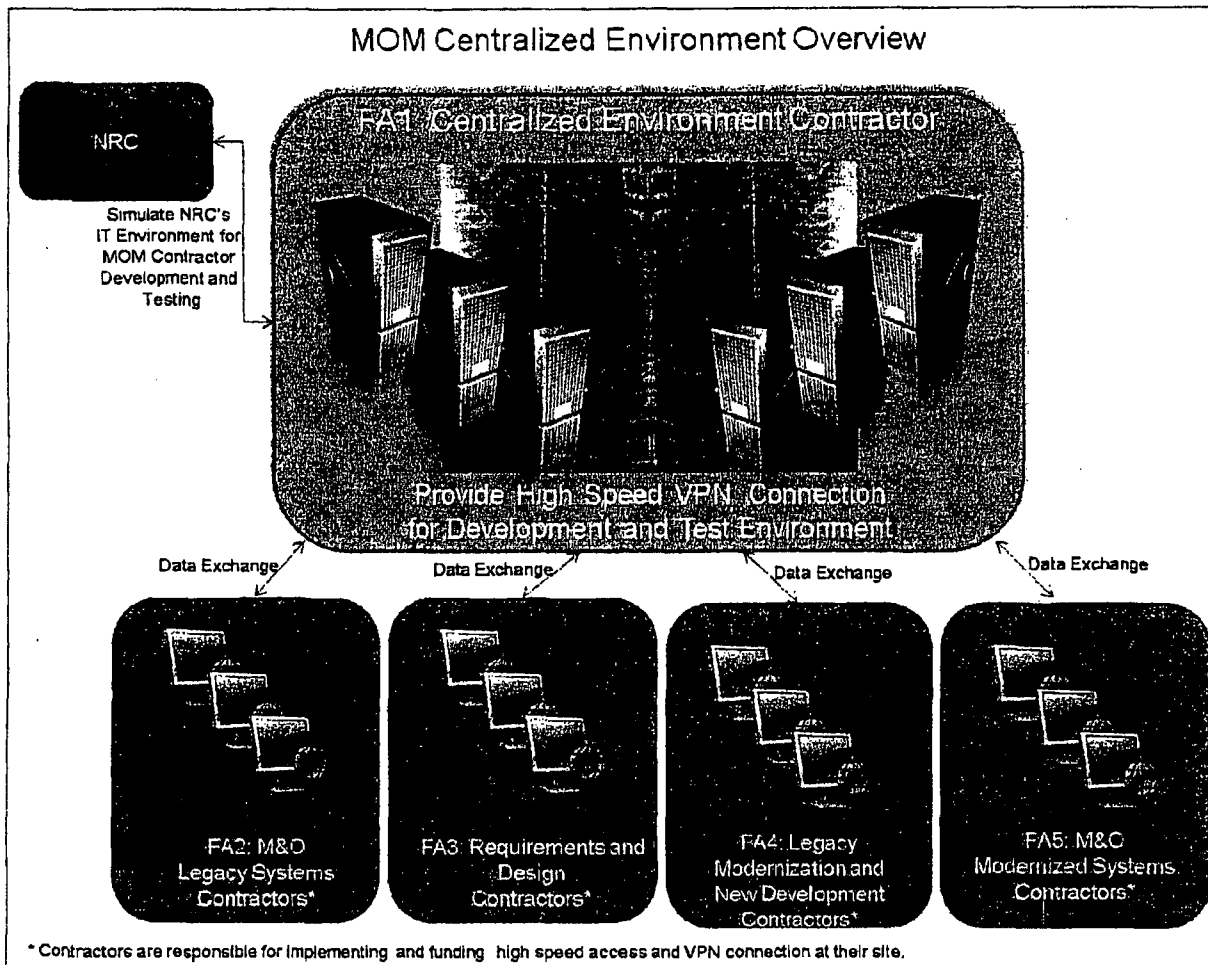 MOM Centralized Environment Overview
NRC
FA1 Centralized Environment Contractor
Simulate NRC's
IT Environment for
MOM Contractor
Development and
Testing
Provide High Speed VPN Connection
for Development and Test Environment
Data Exchange
Data Exchange
Data Exchange
Data Exchange
FA2: M&O
Legacy Systems
Contractors*
FA3: Requirements and
Design
Contractors*
FA4: Legacy
Modernization and
New Development
Contractors*
FA5: M&O
Modernized Systems
Contractors*
* Contractors are responsible for implementing and funding high speed access and VPN connection at their site.